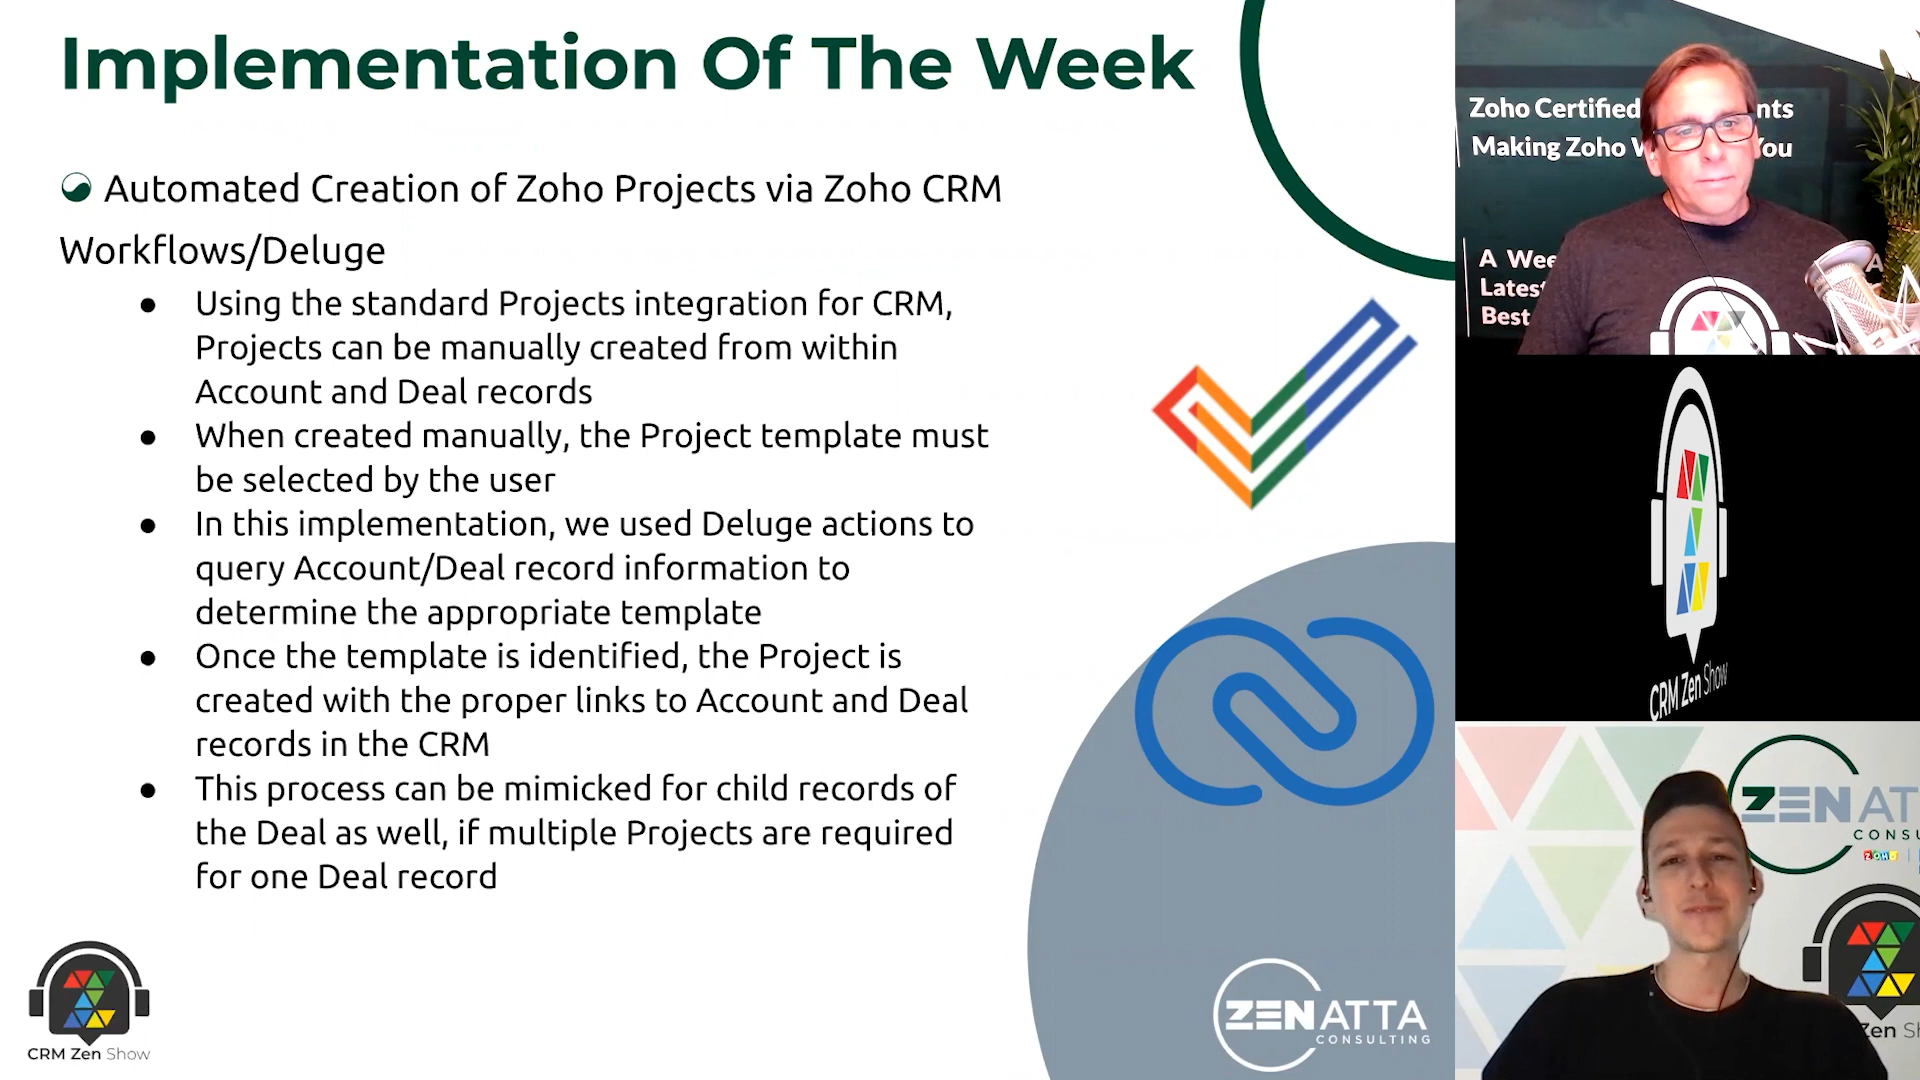 Implementation Of The Week
Automated Creation of Zoho Projects via Zoho CRM
Workflows/Deluge
Using the standard Projects integration for CRM,
Projects can be manually created from within
Account and Deal records
When created manually, the Project template must
be selected by the user
In this implementation, we used Deluge actions to
query Account/Deal record information to
determine the appropriate template
Once the template is identified, the Project is
created with the proper links to Account and Deal
records in the CRM
This process can be mimicked for child records of
the Deal as well, if multiple Projects are required
for one Deal record
CRM Zen Show
ZENATTA
CONSULTING
Zoho Certified
Making Zoho
You
A
Best
CRM Zen Show
ZENAT
CONSU
ZOHO
Zen